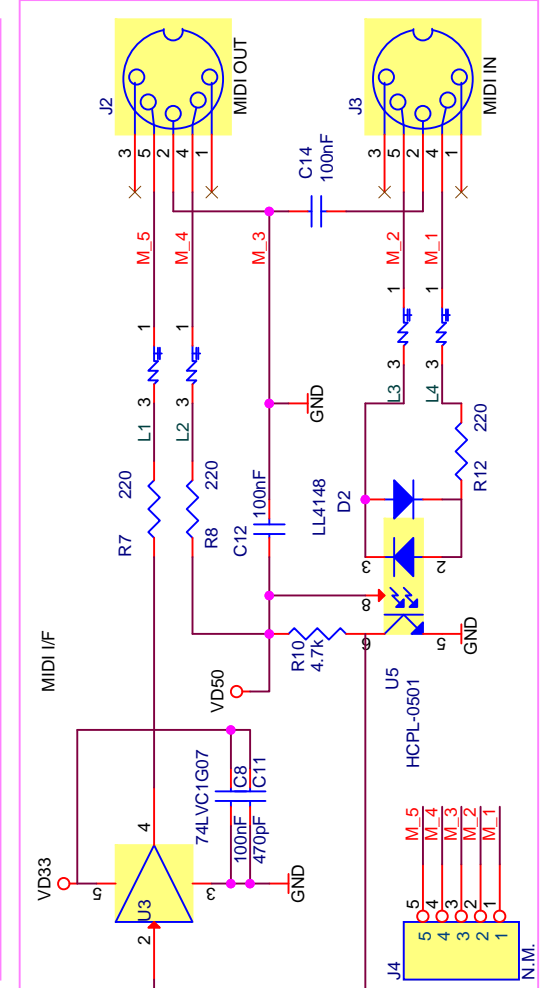 MIDI I/F
J2
MIDI OUT
3
5
2
4
1
J3
MIDI IN
3
5
2
4
1
C14
100nF
M_5
M_4
M_3
M_2
M_1
1
3
L1
1
3
L2
1
3
L3
1
3
L4
GND
220
R7
220
R8
C12
100nF
LL4148
D2
220
R12
3
2
8
6
5
GND
R10
4.7k
U5
HCPL-0501
VD50
VD33
5
U3
4
2
3
74LVC1G07
C8
100nF
C11
470pF
GND
J4
N.M.
5
4
3
2
1
5
4
3
2
1
M_5
M_4
M_3
M_2
M_1